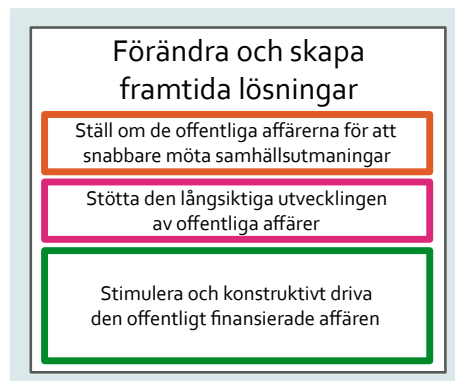 Förändra och skapa
framtida lösningar
Ställ om de offentliga affärerna för att
snabbare möta samhällsutmaningar
Stötta den långsiktiga utvecklingen
av offentliga affärer
Stimulera och konstruktivt driva
den offentligt finansierade affären